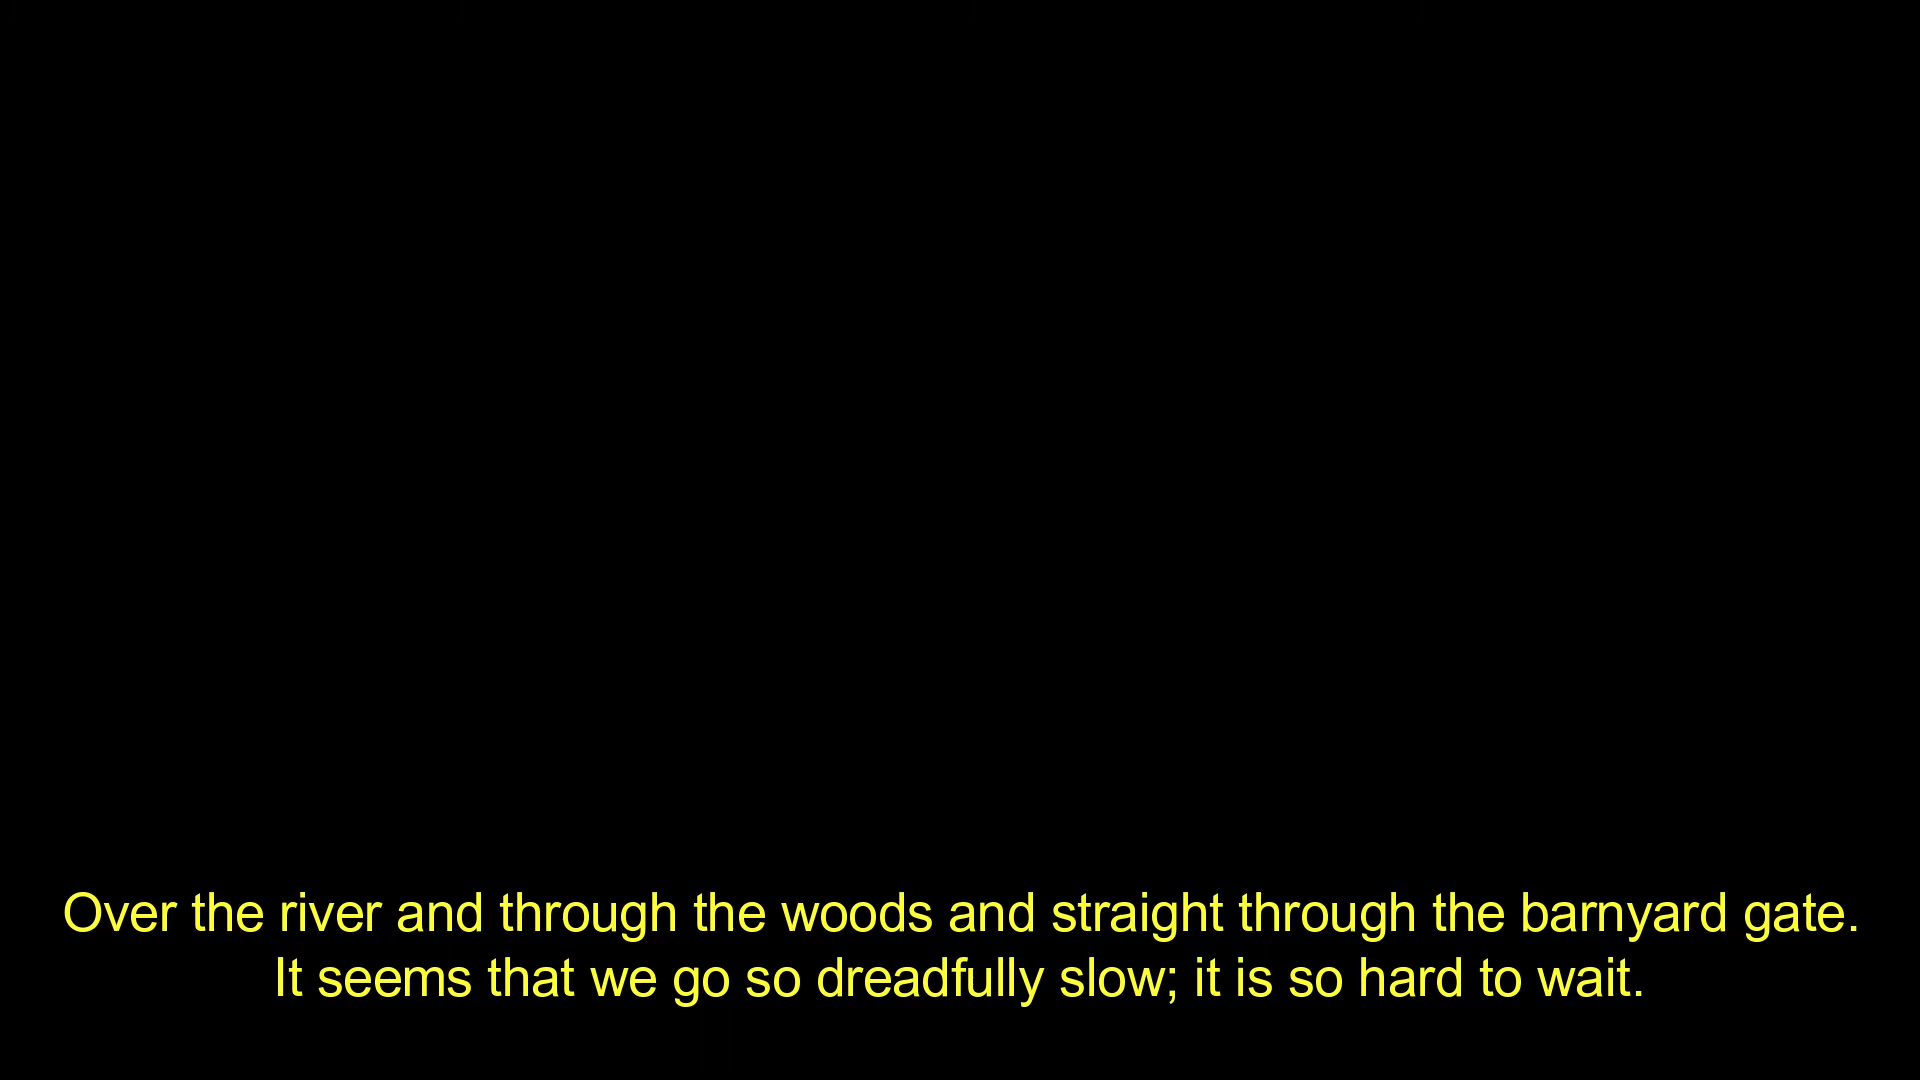 Over the river and through the woods and straight through the barnyard gate.
It seems that we go so dreadfully slow; it is so hard to wait.